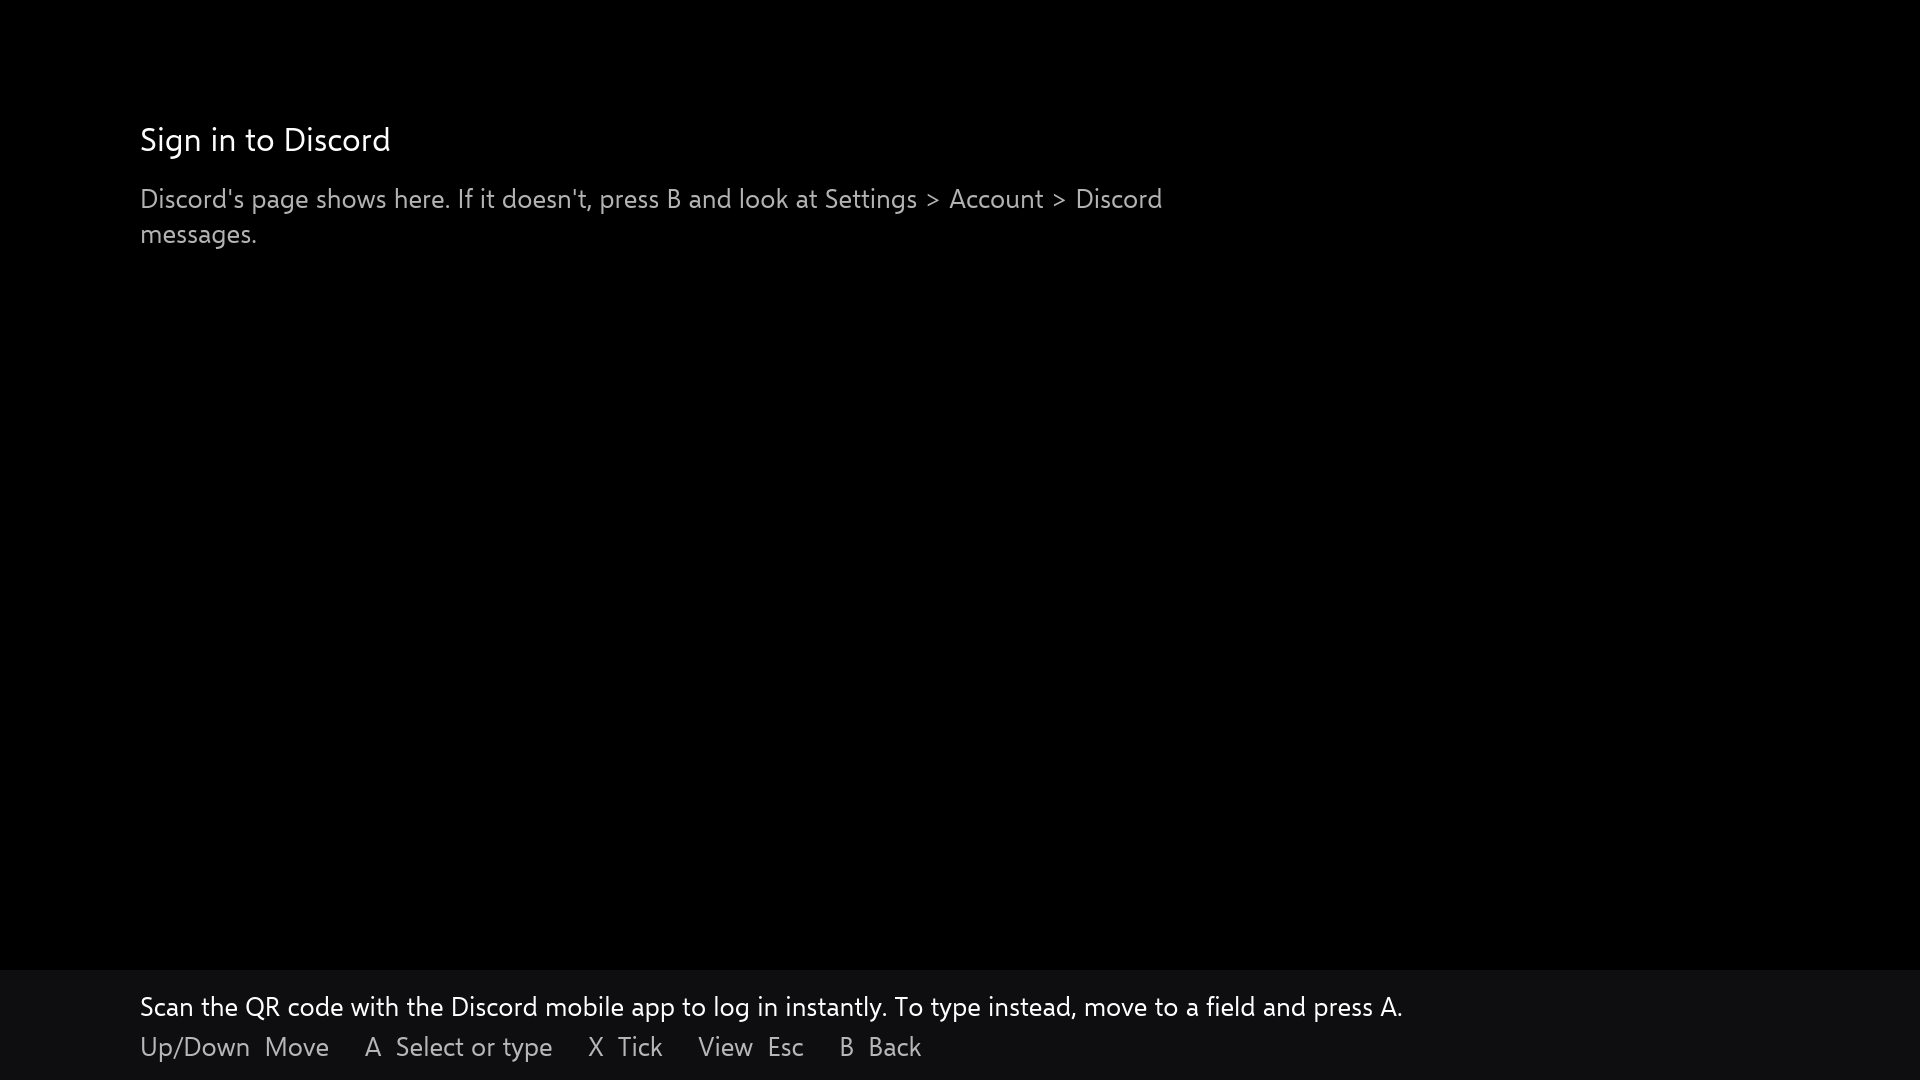 Sign in to Discord
Discord's page shows here. If it doesn't, press B and look at Settings > Account > Discord
messages.
Scan the QR code with the Discord mobile app to log in instantly. To type instead, move to a field and press A.
Up/Down Move A Select or type X Tick View Esc B Back